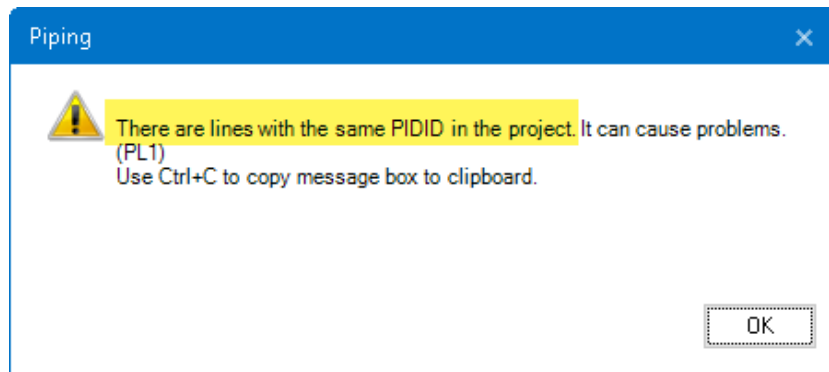 Piping
There are lines with the same PIDID in the project. It can cause problems.
(PL1)
Use Ctrl+C to copy message box to clipboard.
OK